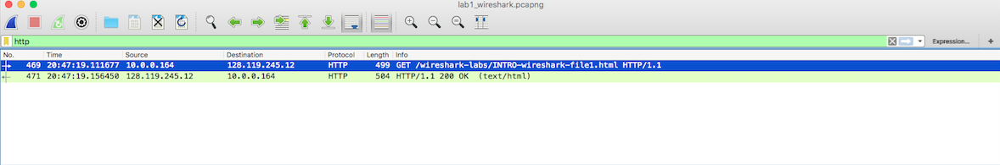 lab1_wireshark.pcapng
http
Expression...
+
No. Time Source Destination Protocol Length Info
469 20:47:19.111677 10.0.0.164 128.119.245.12 HTTP 499 GET /wireshark-labs/INTRO-wireshark-file1.html HTTP/1.1
471 20:47:19.156450 128.119.245.12 10.0.0.164 HTTP 504 HTTP/1.1 200 OK (text/html)